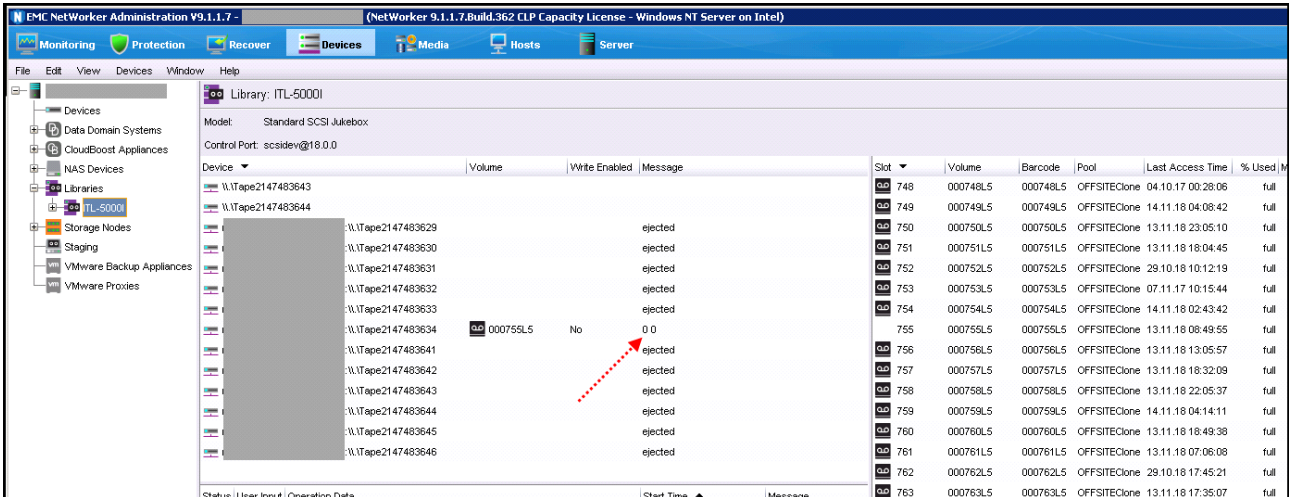 EMC NetWorker Administration V9.1.1.7 - (NetWorker 9.1.1.7.Build.362 CLP Capacity License - Windows NT Server on Intel)
Monitoring Protection Recover Devices Media Hosts Server
File Edit View Devices Window Help
Devices
Data Domain Systems
CloudBoost Appliances
NAS Devices
Libraries
ITL-5000I
Storage Nodes
Staging
VMware Backup Appliances
VMware Proxies
Library: ITL-5000I
Model: Standard SCSI Jukebox
Control Port: scsidev@18.0.0
Device Volume Write Enabled Message
\\.\Tape2147483643
\\.\Tape2147483644
:\\.\Tape2147483629 ejected
:\\.\Tape2147483630 ejected
:\\.\Tape2147483631 ejected
:\\.\Tape2147483632 ejected
:\\.\Tape2147483633 ejected
:\\.\Tape2147483634 000755L5 No 0 0
:\\.\Tape2147483641 ejected
:\\.\Tape2147483642 ejected
:\\.\Tape2147483643 ejected
:\\.\Tape2147483644 ejected
:\\.\Tape2147483645 ejected
:\\.\Tape2147483646 ejected
Status User Input Operation Data Start Time Message
Slot Volume Barcode Pool Last Access Time % Used
748 000748L5 000748L5 OFFSITEClone 04.10.17 00:28:06 full
749 000749L5 000749L5 OFFSITEClone 14.11.18 04:08:42 full
750 000750L5 000750L5 OFFSITEClone 13.11.18 23:05:10 full
751 000751L5 000751L5 OFFSITEClone 13.11.18 18:04:45 full
752 000752L5 000752L5 OFFSITEClone 29.10.18 10:12:19 full
753 000753L5 000753L5 OFFSITEClone 07.11.17 10:15:44 full
754 000754L5 000754L5 OFFSITEClone 14.11.18 02:43:42 full
755 000755L5 000755L5 OFFSITEClone 13.11.18 08:49:55 full
756 000756L5 000756L5 OFFSITEClone 13.11.18 13:05:57 full
757 000757L5 000757L5 OFFSITEClone 13.11.18 18:32:09 full
758 000758L5 000758L5 OFFSITEClone 13.11.18 22:05:37 full
759 000759L5 000759L5 OFFSITEClone 14.11.18 04:14:11 full
760 000760L5 000760L5 OFFSITEClone 13.11.18 18:49:38 full
761 000761L5 000761L5 OFFSITEClone 13.11.18 07:06:08 full
762 000762L5 000762L5 OFFSITEClone 29.10.18 17:45:21 full
763 000763L5 000763L5 OFFSITEClone 13.11.18 17:35:07 full